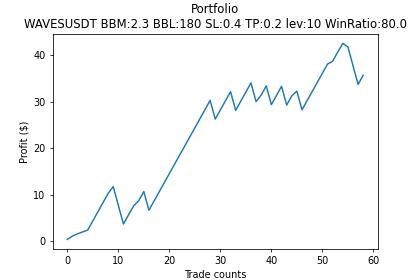 Portfolio
WAVESUSDT BBM:2.3 BBL:180 SL:0.4 TP:0.2 lev:10 WinRatio:80.0
40
30
20
10
0
Profit ($)
0 10 20 30 40 50 60
Trade counts